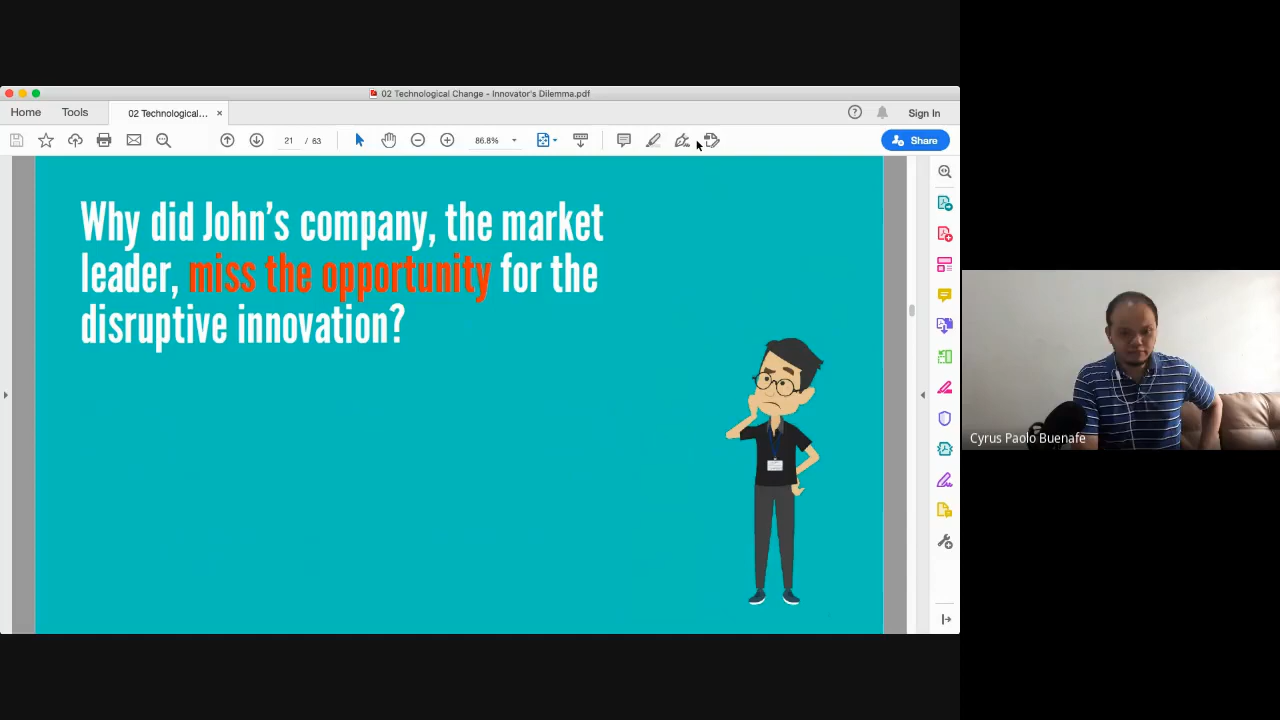 02 Technological Change - Innovator's Dilemma.pdf
Home
Tools
02 Technological... ×
Sign In
21 / 63
86.8%
Share
Why did John's company, the market
leader, miss the opportunity for the
disruptive innovation?
Cyrus Paolo Buenafe